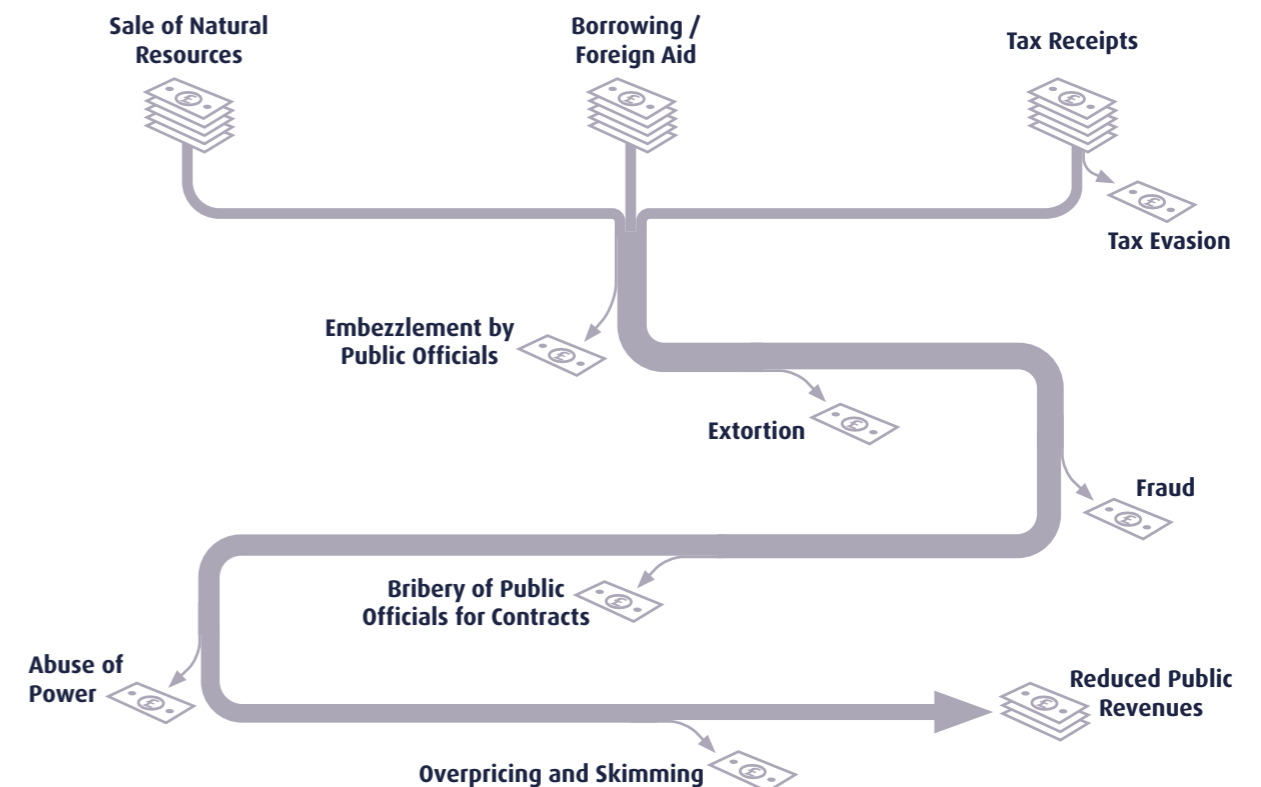 Sale of Natural
Resources
Borrowing /
Foreign Aid
Tax Receipts
£
£
£
£
Tax Evasion
Embezzlement by
Public Officials
£
Extortion
£
Fraud
£
Bribery of Public
Officials for Contracts
£
Abuse of
Power
£
Reduced Public
Revenues
£
Overpricing and Skimming
£